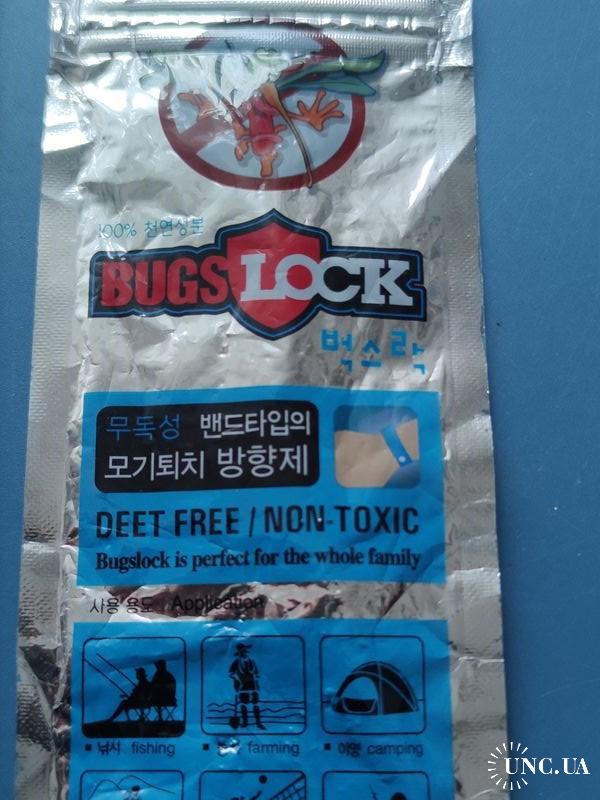 100% 천연성분
BUGS LOCK
벅스락
무독성 밴드타입의
모기퇴치 방향제
DEET FREE / NON-TOXIC
Bugslock is perfect for the whole family
사용 용도 Application
낚시 fishing
farming
야영 camping
UNC.UA